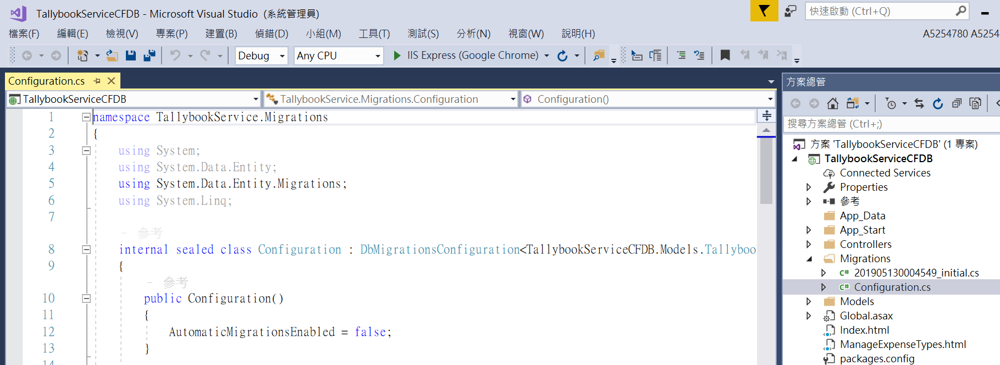 TallybookServiceCFDB - Microsoft Visual Studio (系統管理員)
快速啟動 (Ctrl+Q)
檔案(F) 編輯(E) 檢視(V) 專案(P) 建置(B) 偵錯(D) 小組(M) 工具(T) 測試(S) 分析(N) 視窗(W) 說明(H)
A5254780 A5254
Debug Any CPU IIS Express (Google Chrome)
Configuration.cs
TallybookServiceCFDB TallybookService.Migrations.Configuration Configuration()
1 namespace TallybookService.Migrations
2 {
3 using System;
4 using System.Data.Entity;
5 using System.Data.Entity.Migrations;
6 using System.Linq;
7
- 參考
8 internal sealed class Configuration : DbMigrationsConfiguration<TallybookServiceCFDB.Models.Tallyboo
9 {
- 參考
10 public Configuration()
11 {
12 AutomaticMigrationsEnabled = false;
13 }
14
方案總管
搜尋方案總管 (Ctrl+;)
方案 'TallybookServiceCFDB' (1 專案)
TallybookServiceCFDB
Connected Services
Properties
參考
App_Data
App_Start
Controllers
Migrations
C# 201905130004549_initial.cs
C# Configuration.cs
Models
Global.asax
Index.html
ManageExpenseTypes.html
packages.config